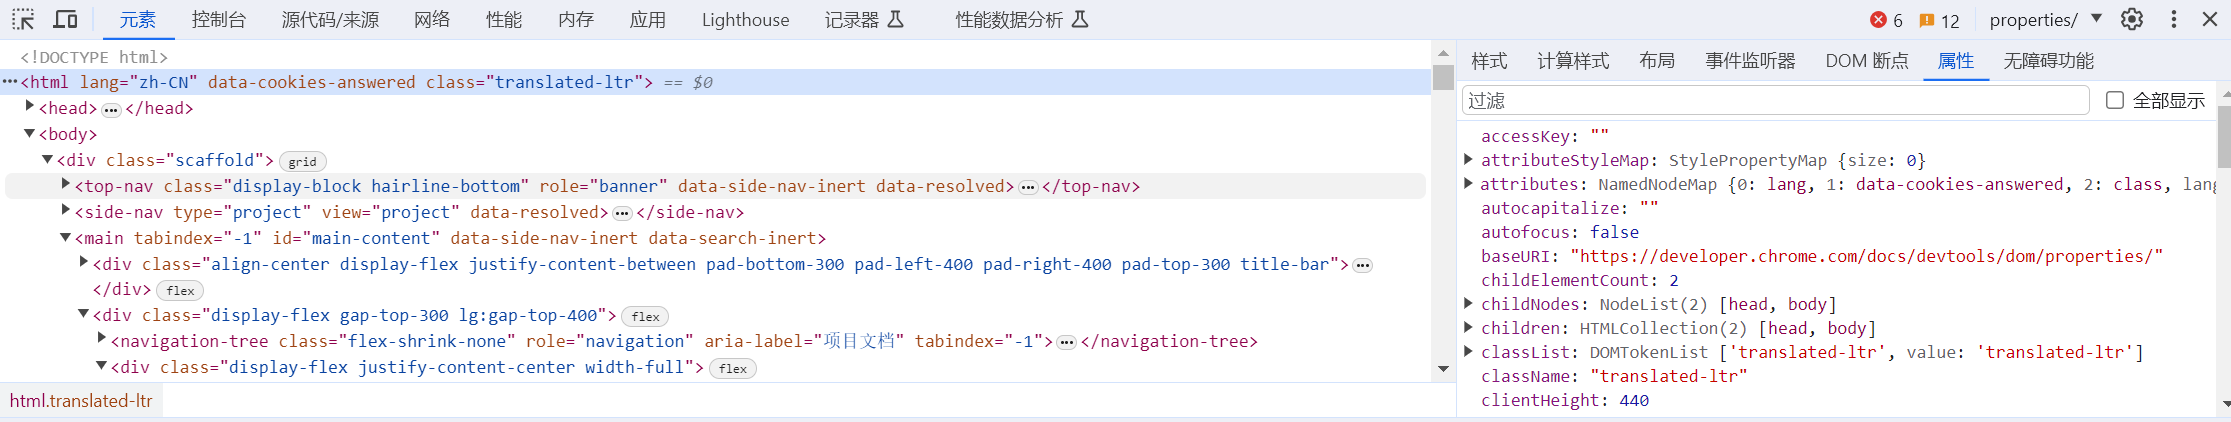 元素 控制台 源代码/来源 网络 性能 内存 应用 Lighthouse 记录器 性能数据分析 6 12 properties/
<!DOCTYPE html>
<html lang="zh-CN" data-cookies-answered class="translated-ltr"> == $0
<head> </head>
<body>
<div class="scaffold"> grid
<top-nav class="display-block hairline-bottom" role="banner" data-side-nav-inert data-resolved> </top-nav>
<side-nav type="project" view="project" data-resolved> </side-nav>
<main tabindex="-1" id="main-content" data-side-nav-inert data-search-inert>
<div class="align-center display-flex justify-content-between pad-bottom-300 pad-left-400 pad-right-400 pad-top-300 title-bar">
</div> flex
<div class="display-flex gap-top-300 lg:gap-top-400"> flex
<navigation-tree class="flex-shrink-none" role="navigation" aria-label="项目文档" tabindex="-1"> </navigation-tree>
<div class="display-flex justify-content-center width-full"> flex
html.translated-ltr
样式 计算样式 布局 事件监听器 DOM 断点 属性 无障碍功能
过滤 全部显示
accessKey: ""
attributeStyleMap: StylePropertyMap {size: 0}
attributes: NamedNodeMap {0: lang, 1: data-cookies-answered, 2: class, lang
autocapitalize: ""
autofocus: false
baseURI: "https://developer.chrome.com/docs/devtools/dom/properties/"
childElementCount: 2
childNodes: NodeList(2) [head, body]
children: HTMLCollection(2) [head, body]
classList: DOMTokenList ['translated-ltr', value: 'translated-ltr']
className: "translated-ltr"
clientHeight: 440